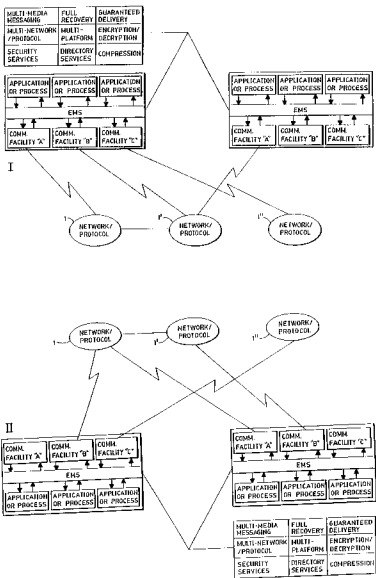 MULTI-MEDIA MESSAGING
FULL RECOVERY
GUARANTEED DELIVERY
MULTI-NETWORK /PROTOCOL
MULTI-PLATFORM
ENCRYPTION/ DECRYPTION
SECURITY SERVICES
DIRECTORY SERVICES
COMPRESSION
APPLICATION OR PROCESS
APPLICATION OR PROCESS
APPLICATION OR PROCESS
EMS
COMM. FACILITY "A"
COMM. FACILITY "B"
COMM. FACILITY "C"
APPLICATION OR PROCESS
APPLICATION OR PROCESS
APPLICATION OR PROCESS
EMS
COMM. FACILITY "A"
COMM. FACILITY "B"
COMM. FACILITY "C"
I
NETWORK/ PROTOCOL
NETWORK/ PROTOCOL
NETWORK/ PROTOCOL
NETWORK/ PROTOCOL
NETWORK/ PROTOCOL
NETWORK/ PROTOCOL
II
COMM. FACILITY "A"
COMM. FACILITY "B"
COMM. FACILITY "C"
EMS
APPLICATION OR PROCESS
APPLICATION OR PROCESS
APPLICATION OR PROCESS
COMM. FACILITY "A"
COMM. FACILITY "B"
COMM. FACILITY "C"
EMS
APPLICATION OR PROCESS
APPLICATION OR PROCESS
APPLICATION OR PROCESS
MULTI-MEDIA MESSAGING
FULL RECOVERY
GUARANTEED DELIVERY
MULTI-NETWORK /PROTOCOL
MULTI-PLATFORM
ENCRYPTION/ DECRYPTION
SECURITY SERVICES
DIRECTORY SERVICES
COMPRESSION